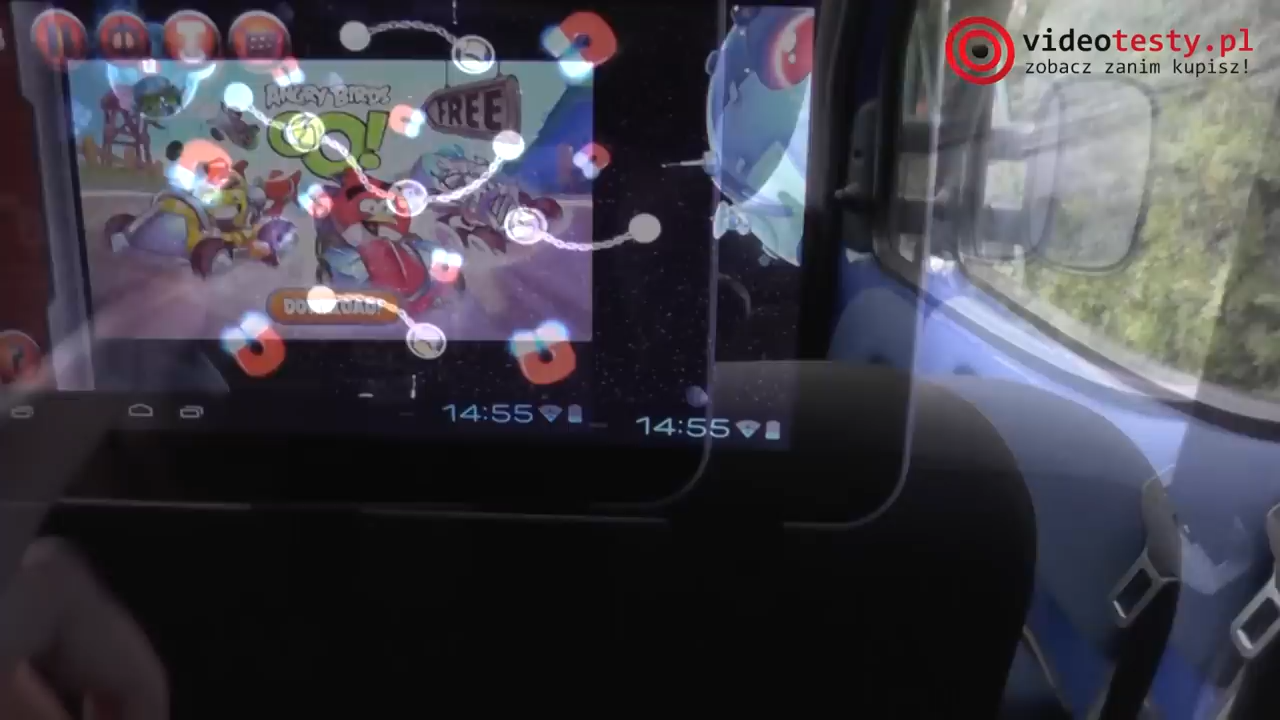 videotesty.pl
zobacz zanim kupisz!
ANGRY BIRDS
GO!
FREE
DOWNLOAD!
14:55
14:55